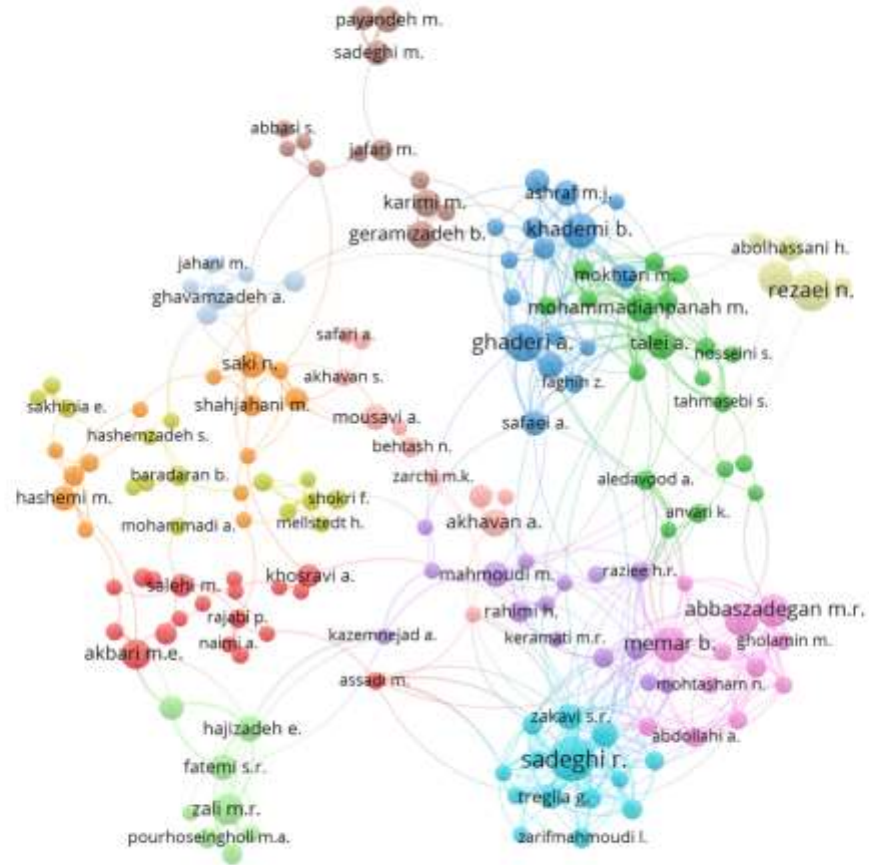 payandeh m.
sadeghi m.
abbasi s.
jafari m.
ashraf m.j.
karimi m.
khademi b.
geramizadeh b.
abolhassani h.
jahani m.
mokhtari m.
rezaei n.
ghavamzadeh a.
mohammadianpanah m.
safari a.
ghaderi a.
talei a.
hosseini s.
saki n.
akhavan s.
faghih z.
sakhinia e.
shahjahani m.
tahmasebi s.
mousavi a.
safaei a.
hashemzadeh s.
behtash n.
baradaran b.
zarchi m.k.
aledavood a.
hashemi m.
shokri f.
anvari k.
mohammadi a.
mellstedt h.
akhavan a.
salehi m.
khosravi a.
mahmoudi m.
raziee h.r.
rajabi p.
rahimi h.
abbaszadegan m.r.
naimi a.
kazemnejad a.
keramati m.r.
memar b.
gholamin m.
akbari m.e.
assadi m.
mohtasham n.
hajizadeh e.
zakavi s.r.
abdollahi a.
fatemi s.r.
sadeghi r.
zali m.r.
treglia g.
pourhoseingholi m.a.
zarifmahmoudi l.